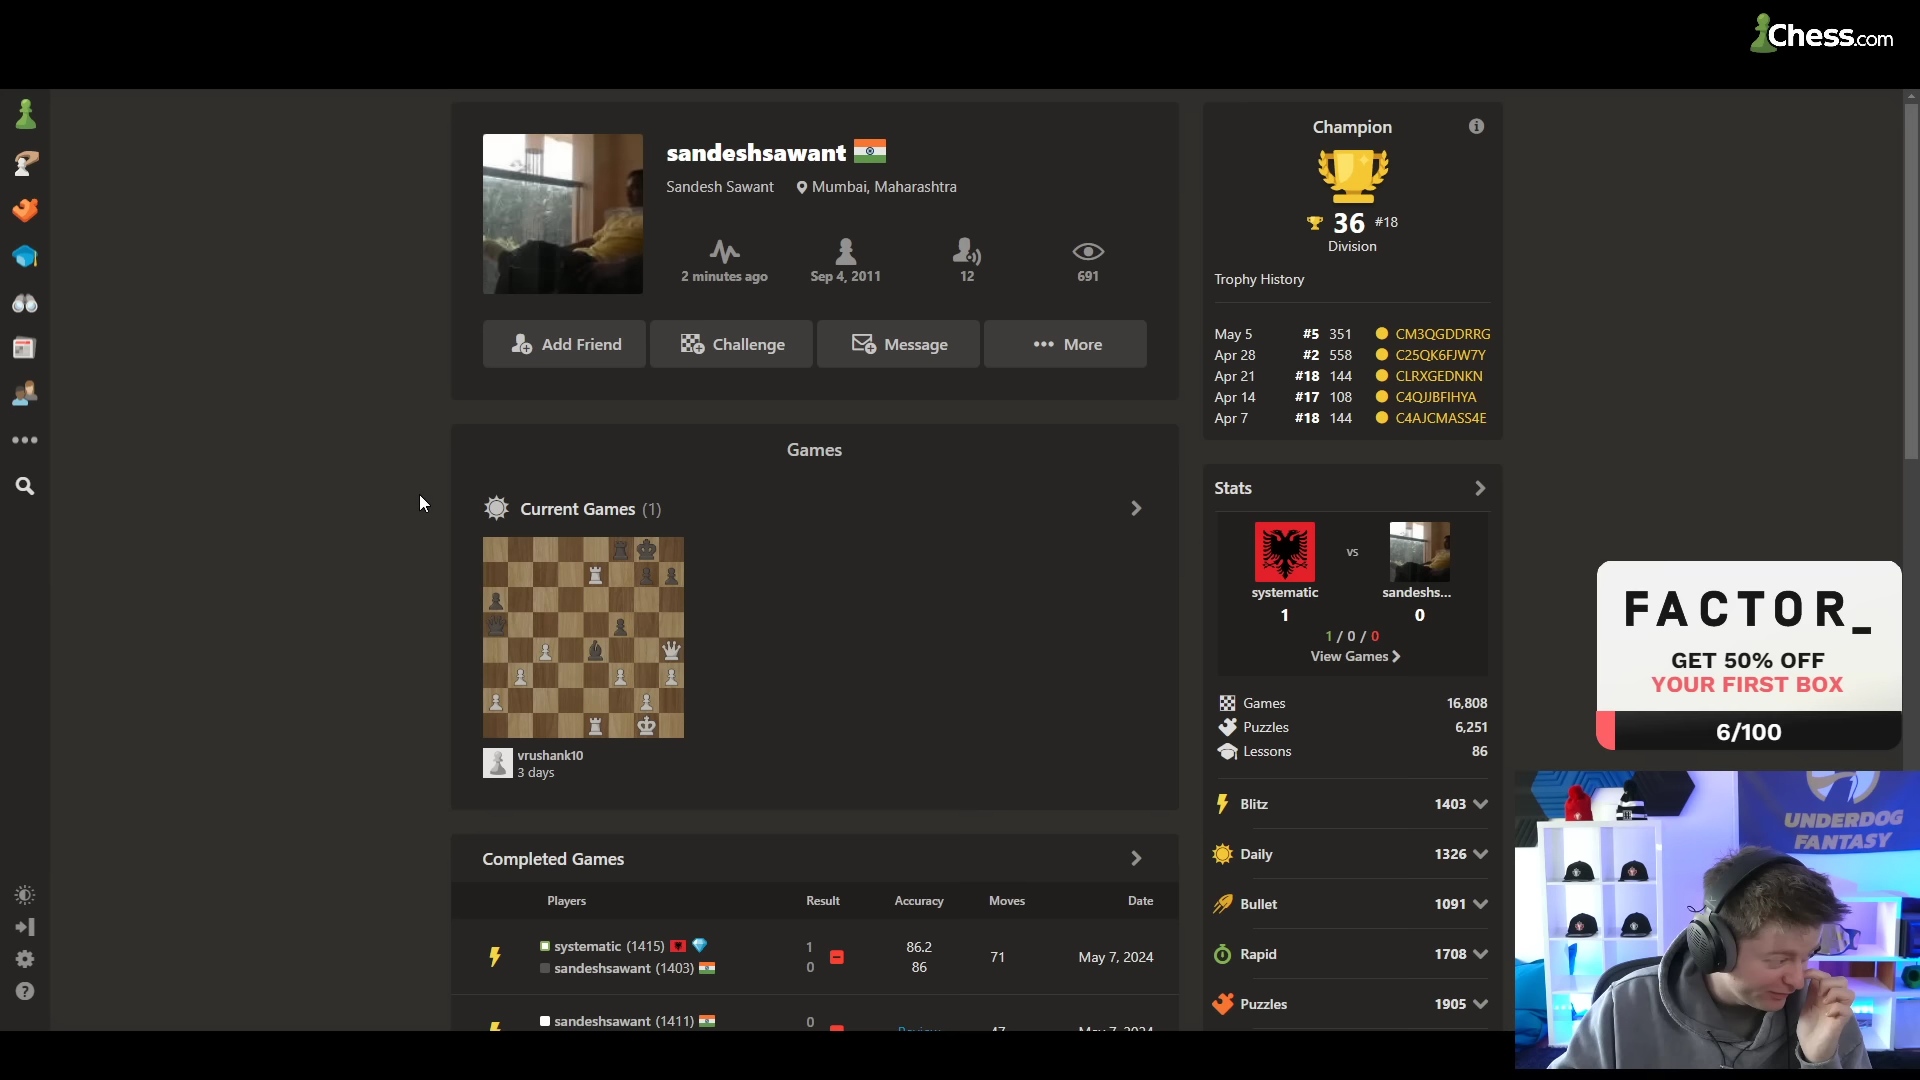 Chess.com
sandeshsawant
Sandesh Sawant Mumbai, Maharashtra
2 minutes ago Sep 4, 2011 12 691
Add Friend Challenge Message More
Champion
36 #18
Division
Trophy History
May 5 #5 351 CM3QGDDRRG
Apr 28 #2 558 C25QK6FJW7Y
Apr 21 #18 144 CLRXGEDNKN
Apr 14 #17 108 C4QJJBFIHYA
Apr 7 #18 144 C4AJCMASS4E
Games
Current Games (1)
vrushank10
3 days
Stats
vs
systematic sandeshs...
1 0
1 / 0 / 0
View Games
Games 16,808
Puzzles 6,251
Lessons 86
Blitz 1403
Daily 1326
Bullet 1091
Rapid 1708
Puzzles 1905
Completed Games
Players Result Accuracy Moves Date
systematic (1415) 1 86.2
71 May 7, 2024
sandeshsawant (1403) 0 86
sandeshsawant (1411) 0
FACTOR_
GET 50% OFF
YOUR FIRST BOX
6/100
UNDERDOG
FANTASY